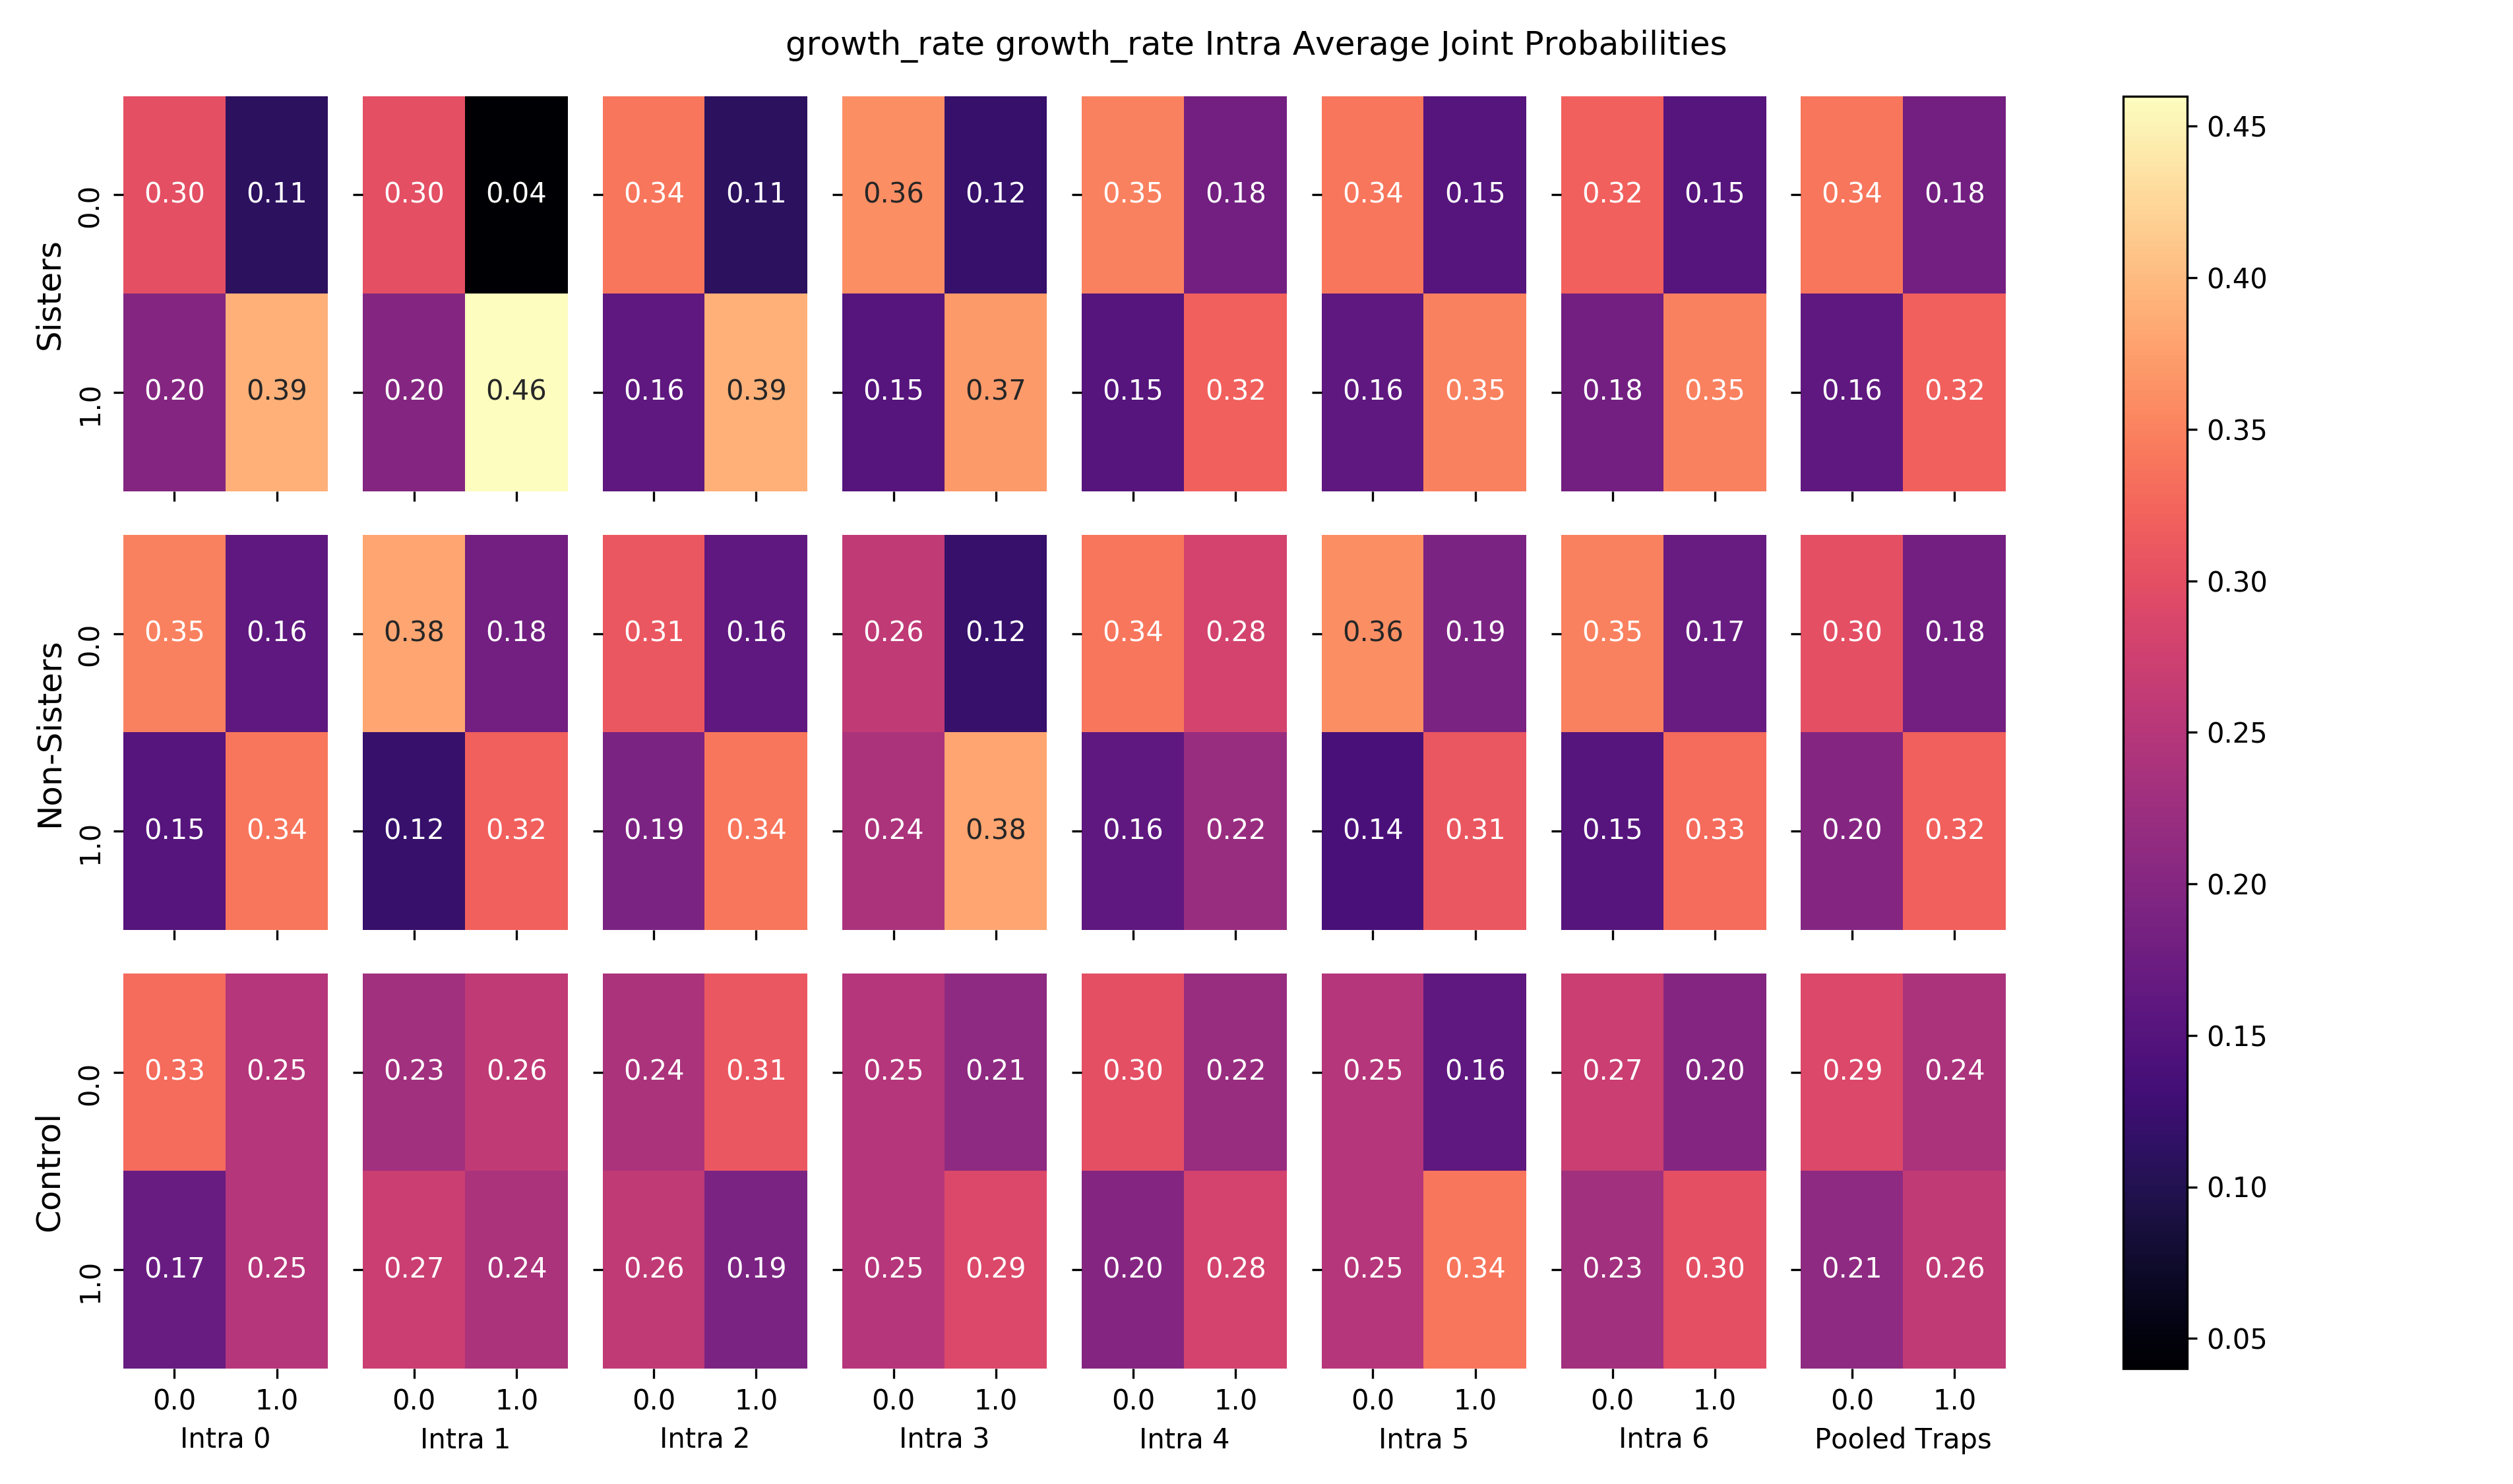 growth_rate growth_rate Intra Average Joint Probabilities
Sisters
0.0
0.30 0.11 0.30 0.04 0.34 0.11 0.36 0.12 0.35 0.18 0.34 0.15 0.32 0.15 0.34 0.18
1.0
0.20 0.39 0.20 0.46 0.16 0.39 0.15 0.37 0.15 0.32 0.16 0.35 0.18 0.35 0.16 0.32
Non-Sisters
0.0
0.35 0.16 0.38 0.18 0.31 0.16 0.26 0.12 0.34 0.28 0.36 0.19 0.35 0.17 0.30 0.18
1.0
0.15 0.34 0.12 0.32 0.19 0.34 0.24 0.38 0.16 0.22 0.14 0.31 0.15 0.33 0.20 0.32
Control
0.0
0.33 0.25 0.23 0.26 0.24 0.31 0.25 0.21 0.30 0.22 0.25 0.16 0.27 0.20 0.29 0.24
1.0
0.17 0.25 0.27 0.24 0.26 0.19 0.25 0.29 0.20 0.28 0.25 0.34 0.23 0.30 0.21 0.26
0.0 1.0 0.0 1.0 0.0 1.0 0.0 1.0 0.0 1.0 0.0 1.0 0.0 1.0 0.0 1.0
Intra 0 Intra 1 Intra 2 Intra 3 Intra 4 Intra 5 Intra 6 Pooled Traps
0.45
0.40
0.35
0.30
0.25
0.20
0.15
0.10
0.05